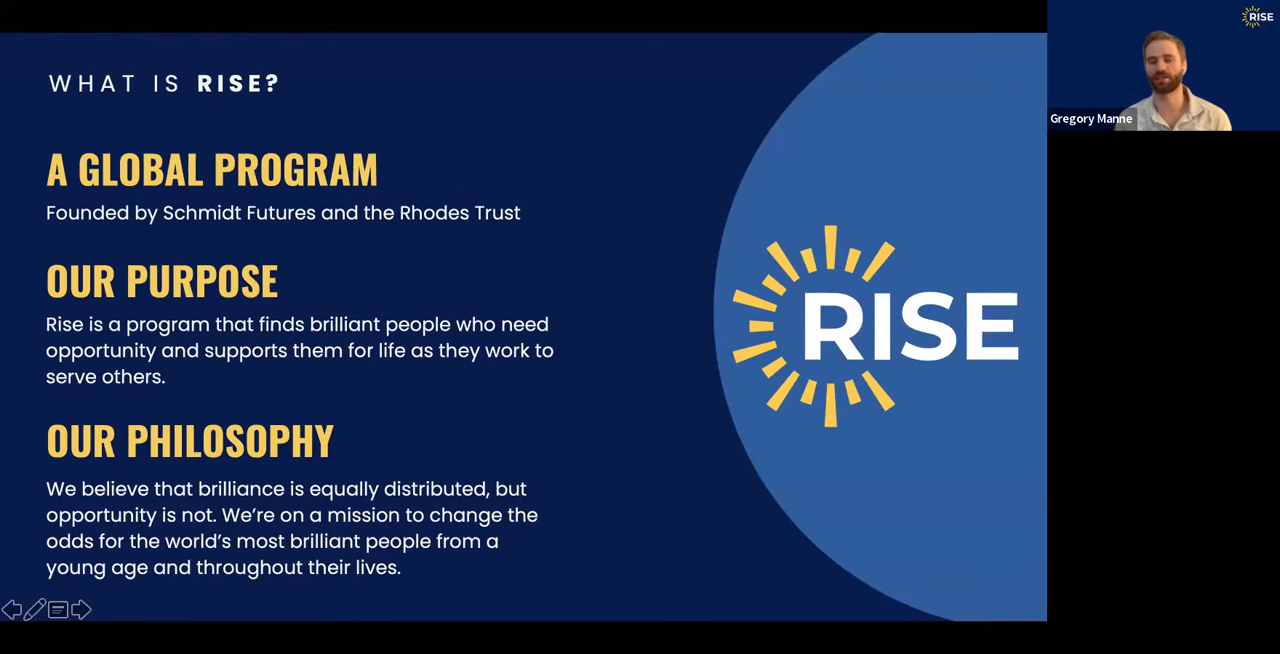 WHAT IS RISE?
A GLOBAL PROGRAM
Founded by Schmidt Futures and the Rhodes Trust
OUR PURPOSE
Rise is a program that finds brilliant people who need
opportunity and supports them for life as they work to
serve others.
OUR PHILOSOPHY
We believe that brilliance is equally distributed, but
opportunity is not. We’re on a mission to change the
odds for the world’s most brilliant people from a
young age and throughout their lives.
RISE
RISE
Gregory Manne